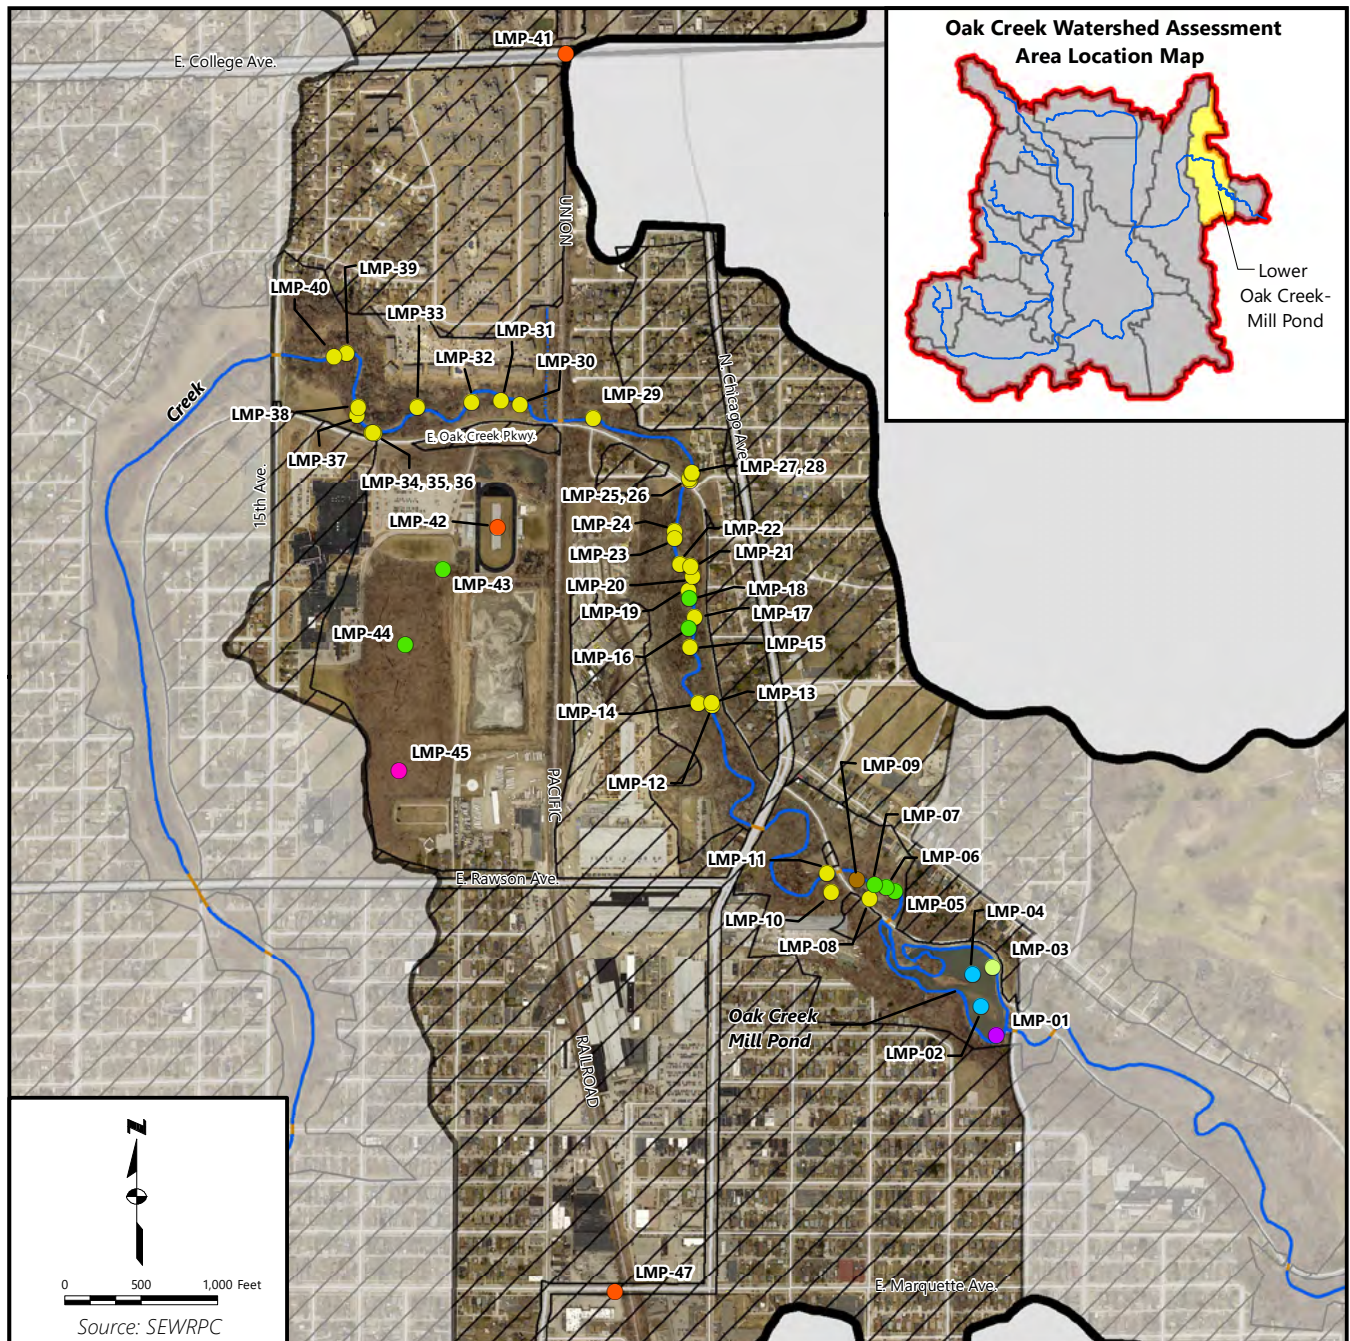 Oak Creek Watershed Assessment
Area Location Map
Lower
Oak Creek-
Mill Pond
LMP-41
E. College Ave.
UNION
LMP-39
LMP-40
LMP-33
LMP-31
LMP-32
LMP-30
N. Chicago Ave.
Creek
LMP-29
LMP-38
E. Oak Creek Pkwy.
LMP-37
LMP-27, 28
LMP-34, 35, 36
LMP-25, 26
15th Ave.
LMP-42
LMP-24
LMP-22
LMP-23
LMP-21
LMP-43
LMP-20
LMP-18
LMP-19
LMP-17
LMP-44
LMP-16
LMP-15
LMP-13
LMP-14
LMP-45
LMP-12
PACIFIC
LMP-09
LMP-07
LMP-11
LMP-06
E. Rawson Ave.
LMP-05
LMP-04
LMP-10
LMP-08
LMP-03
Oak Creek
Mill Pond
LMP-01
LMP-02
RAILROAD
LMP-47
E. Marquette Ave.
N
0 500 1,000 Feet
Source: SEWRPC